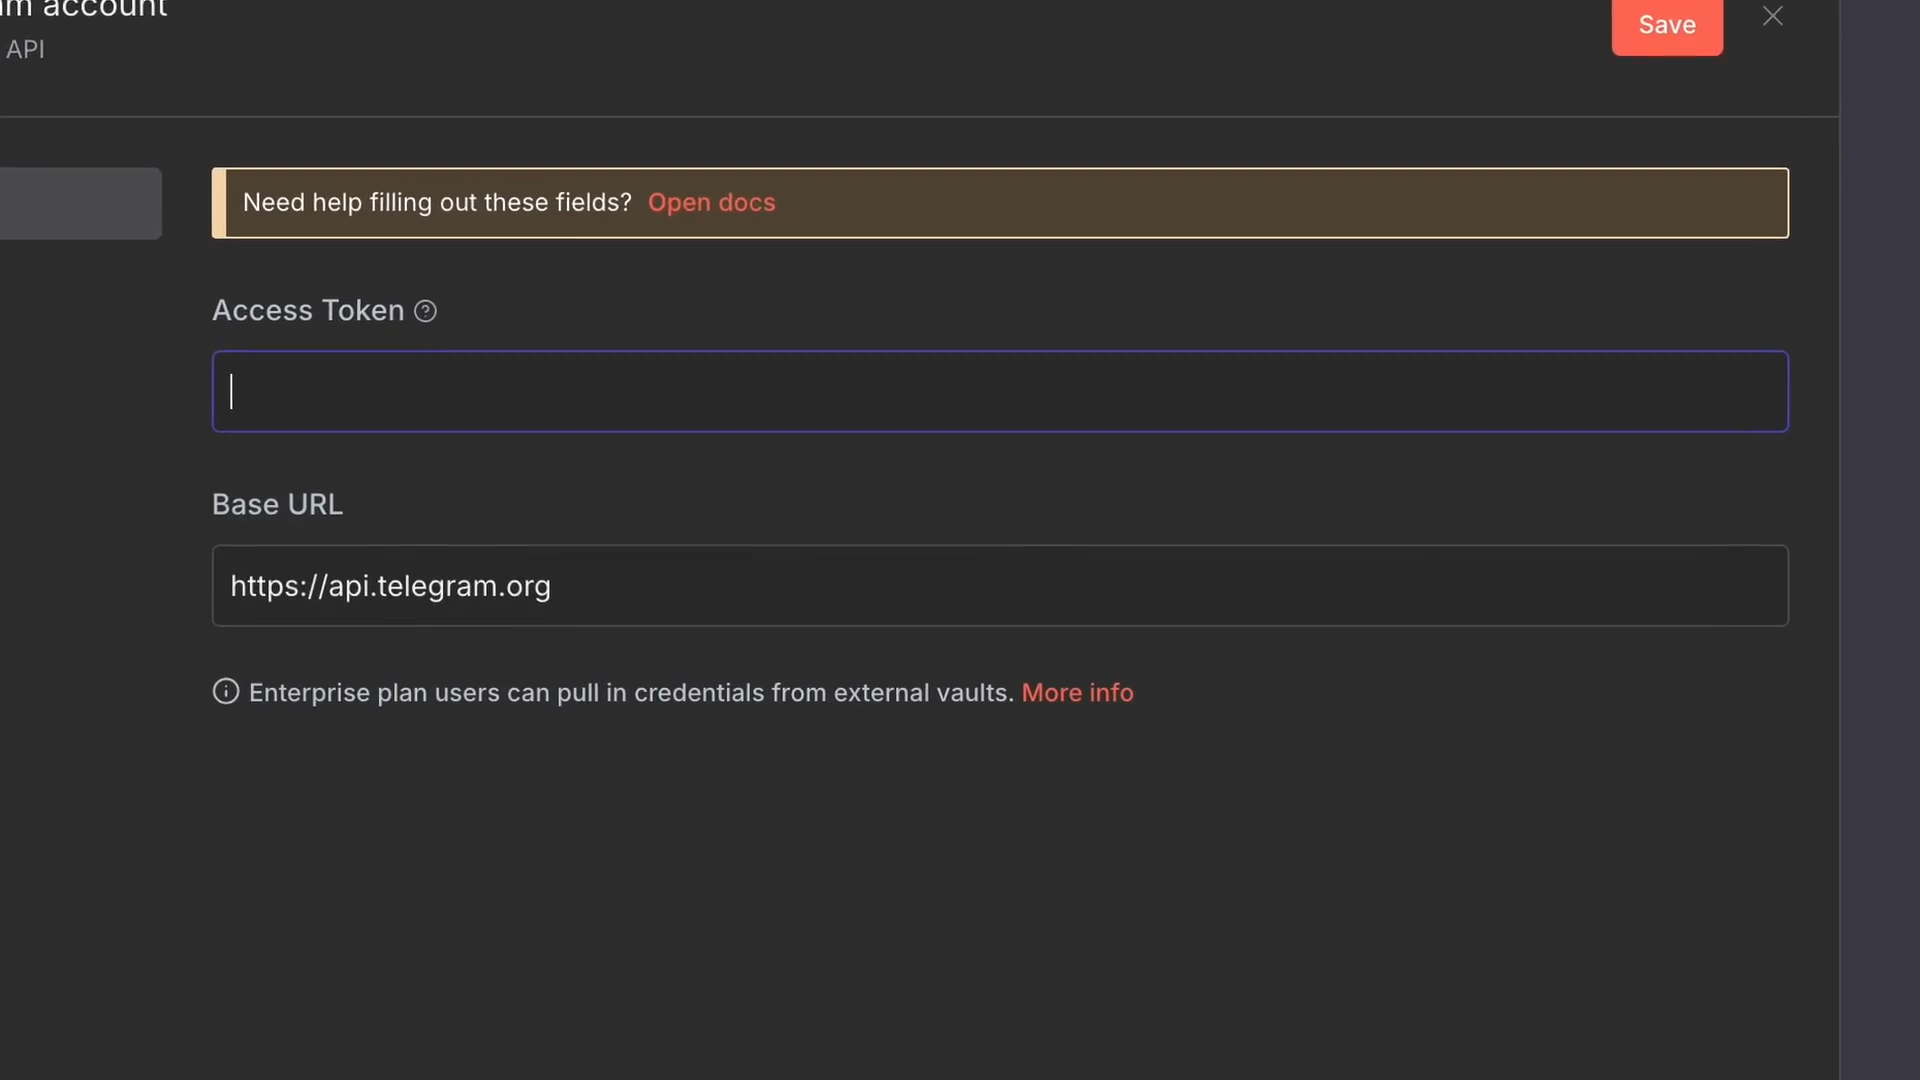 account
API
Save
Need help filling out these fields? Open docs
Access Token
Base URL
https://api.telegram.org
Enterprise plan users can pull in credentials from external vaults. More info